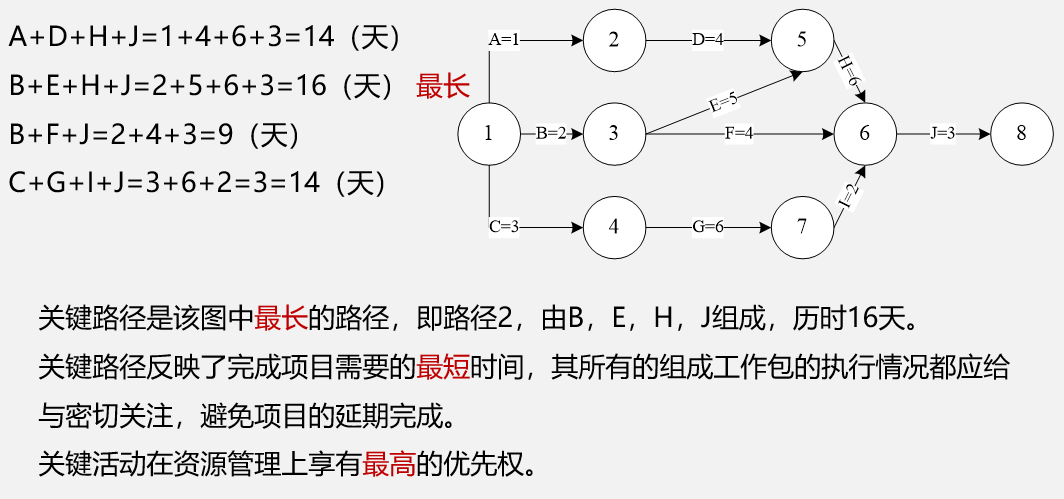 A+D+H+J=1+4+6+3=14（天）
B+E+H+J=2+5+6+3=16（天） 最长
B+F+J=2+4+3=9（天）
C+G+I+J=3+6+2=3=14（天）
A=1
2
D=4
5
H=6
E=5
1
B=2
3
F=4
6
J=3
8
I=2
C=3
4
G=6
7
关键路径是该图中最长的路径，即路径2，由B，E，H，J组成，历时16天。
关键路径反映了完成项目需要的最短时间，其所有的组成工作包的执行情况都应给
与密切关注，避免项目的延期完成。
关键活动在资源管理上享有最高的优先权。